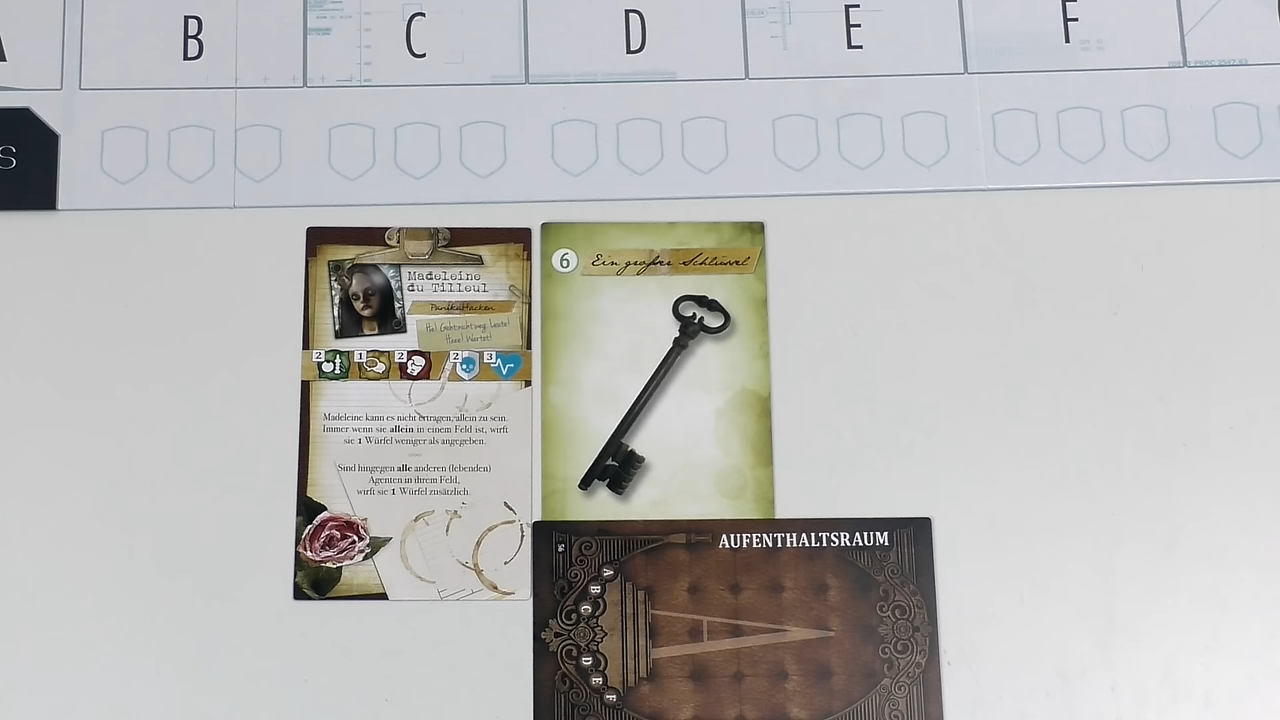 A
B
C
D
E
F
S
Madeleine
du Tilleul
Panikattacken
He! Geht nicht weg, Leute!
Heee! Wartet!
2 1 2 2 3
Madeleine kann es nicht ertragen, allein zu sein.
Immer wenn sie allein in einem Feld ist, wirft
sie 1 Würfel weniger als angegeben.
Sind hingegen alle anderen (lebenden)
Agenten in ihrem Feld,
wirft sie 1 Würfel zusätzlich.
6
Ein großer Schlüssel
AUFENTHALTSRAUM
A
B
C
D
E
F
A